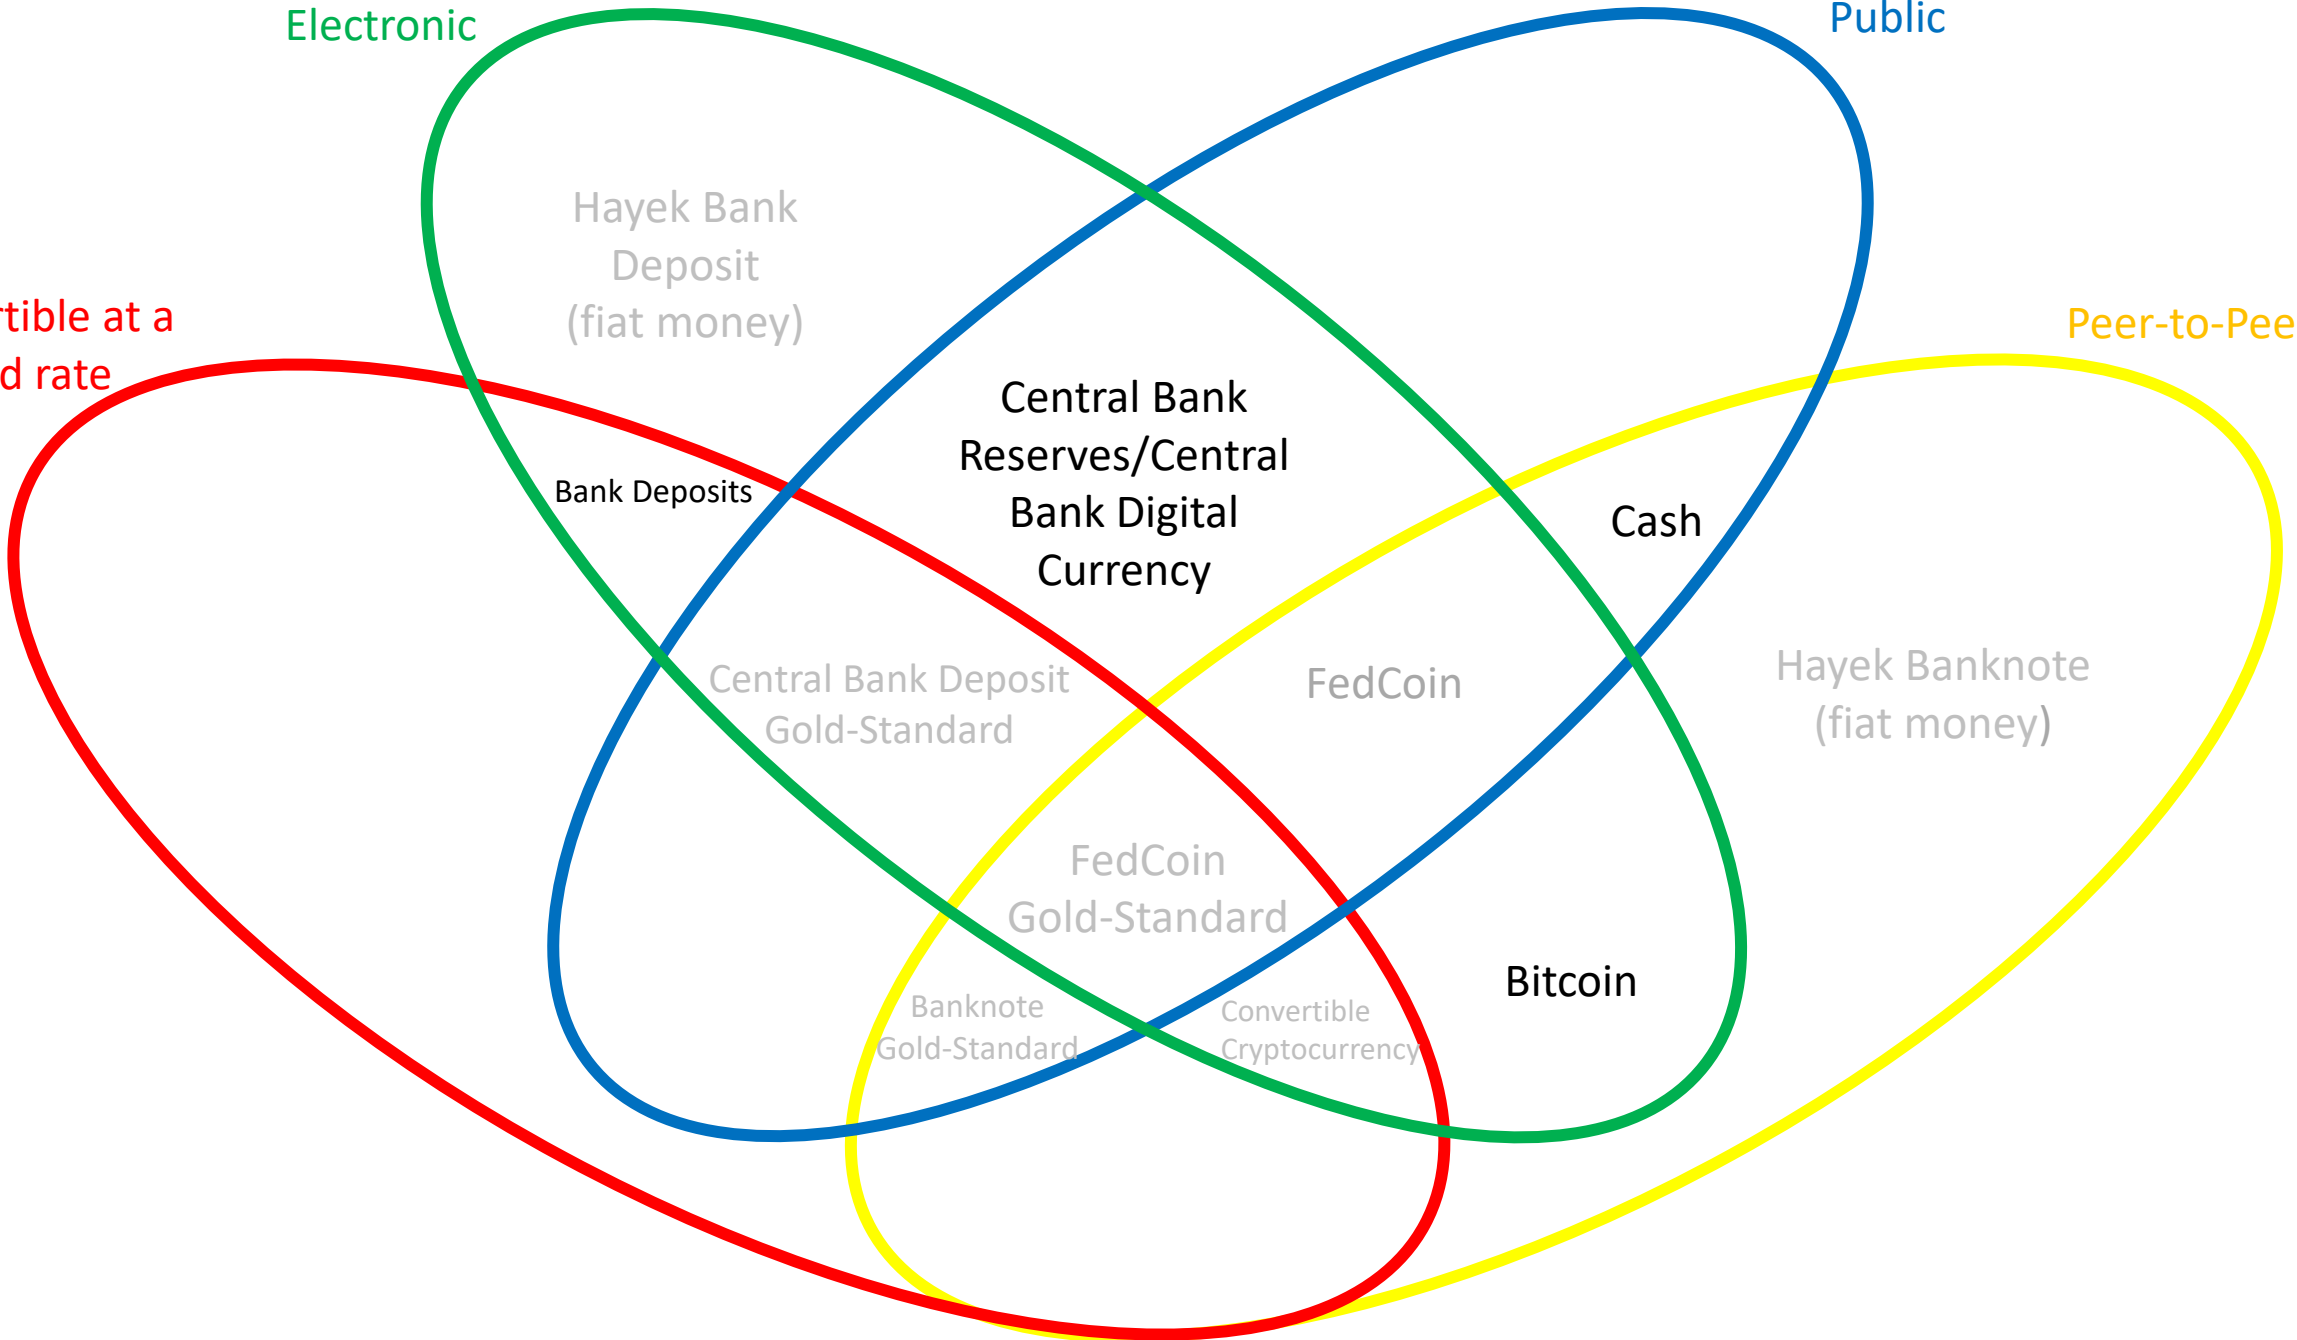 Electronic
Public
Hayek Bank
Deposit
(fiat money)
rtible at a
d rate
Peer-to-Pee
Central Bank
Reserves/Central
Bank Digital
Currency
Bank Deposits
Cash
Central Bank Deposit
Gold-Standard
FedCoin
Hayek Banknote
(fiat money)
FedCoin
Gold-Standard
Bitcoin
Banknote
Gold-Standard
Convertible
Cryptocurrency